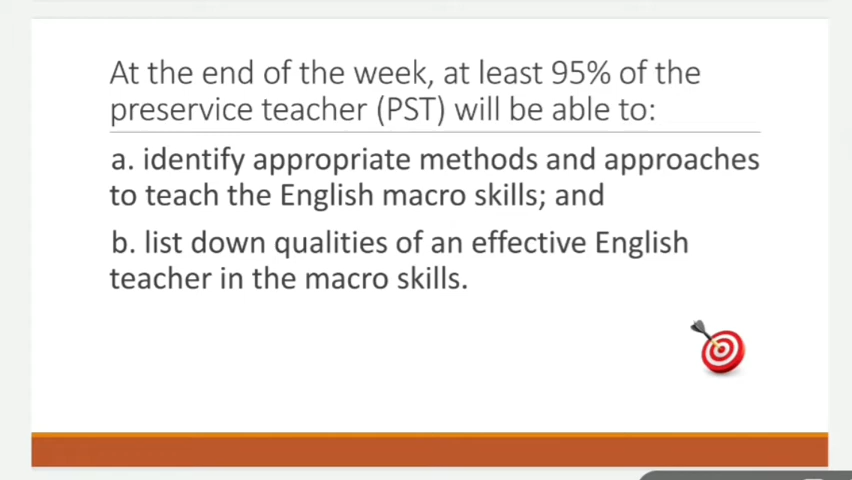 At the end of the week, at least 95% of the
preservice teacher (PST) will be able to:
a. identify appropriate methods and approaches
to teach the English macro skills; and
b. list down qualities of an effective English
teacher in the macro skills.